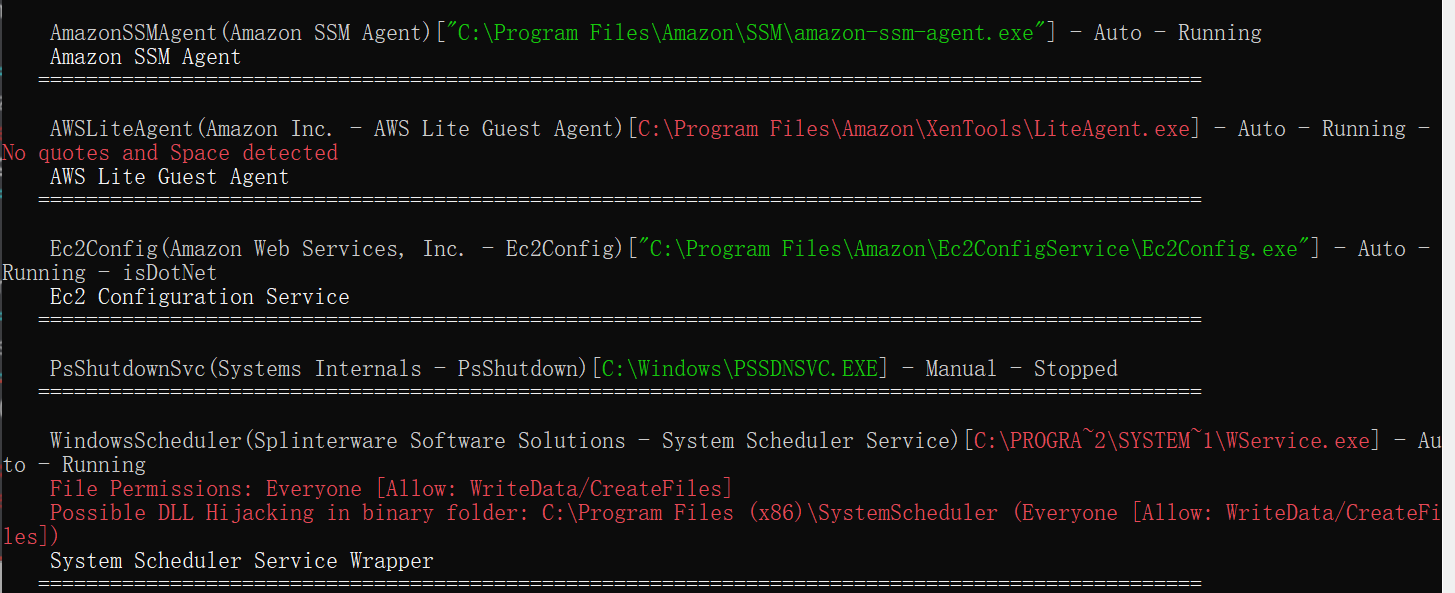 AmazonSSMAgent(Amazon SSM Agent)["C:\Program Files\Amazon\SSM\amazon-ssm-agent.exe"] - Auto - Running
Amazon SSM Agent
=================================================================================================
AWSLiteAgent(Amazon Inc. - AWS Lite Guest Agent)[C:\Program Files\Amazon\XenTools\LiteAgent.exe] - Auto - Running -
No quotes and Space detected
AWS Lite Guest Agent
=================================================================================================
Ec2Config(Amazon Web Services, Inc. - Ec2Config)["C:\Program Files\Amazon\Ec2ConfigService\Ec2Config.exe"] - Auto -
Running - isDotNet
Ec2 Configuration Service
=================================================================================================
PsShutdownSvc(Systems Internals - PsShutdown)[C:\Windows\PSSDNSVC.EXE] - Manual - Stopped
=================================================================================================
WindowsScheduler(Splinterware Software Solutions - System Scheduler Service)[C:\PROGRA~2\SYSTEM~1\WService.exe] - Au
to - Running
File Permissions: Everyone [Allow: WriteData/CreateFiles]
Possible DLL Hijacking in binary folder: C:\Program Files (x86)\SystemScheduler (Everyone [Allow: WriteData/CreateFi
les])
System Scheduler Service Wrapper
=================================================================================================